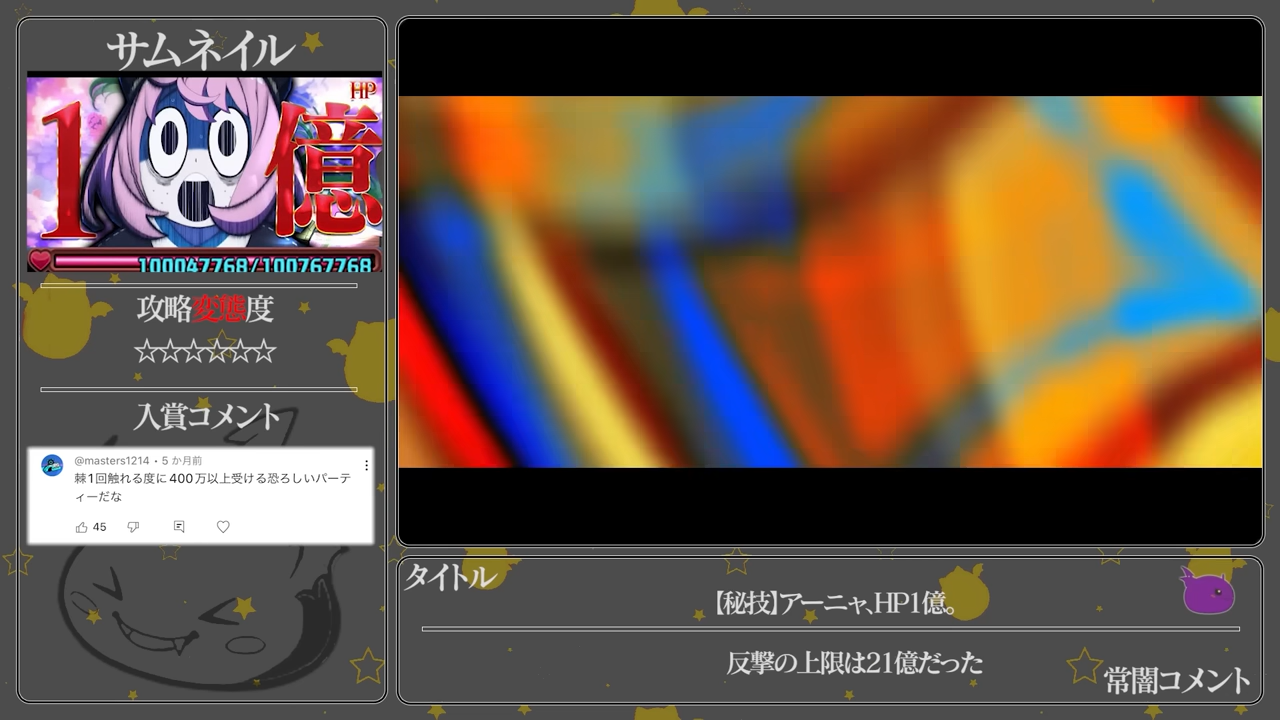 サムネイル
HP
1億
100047768/100767768
攻略変態度
☆☆☆☆☆☆
入賞コメント
@masters1214・5 か月前
棘1回触れる度に400万以上受ける恐ろしいパーテ
ィーだな
45
タイトル
【秘技】アーニャ、HP1億。
反撃の上限は21億だった
常闇コメント